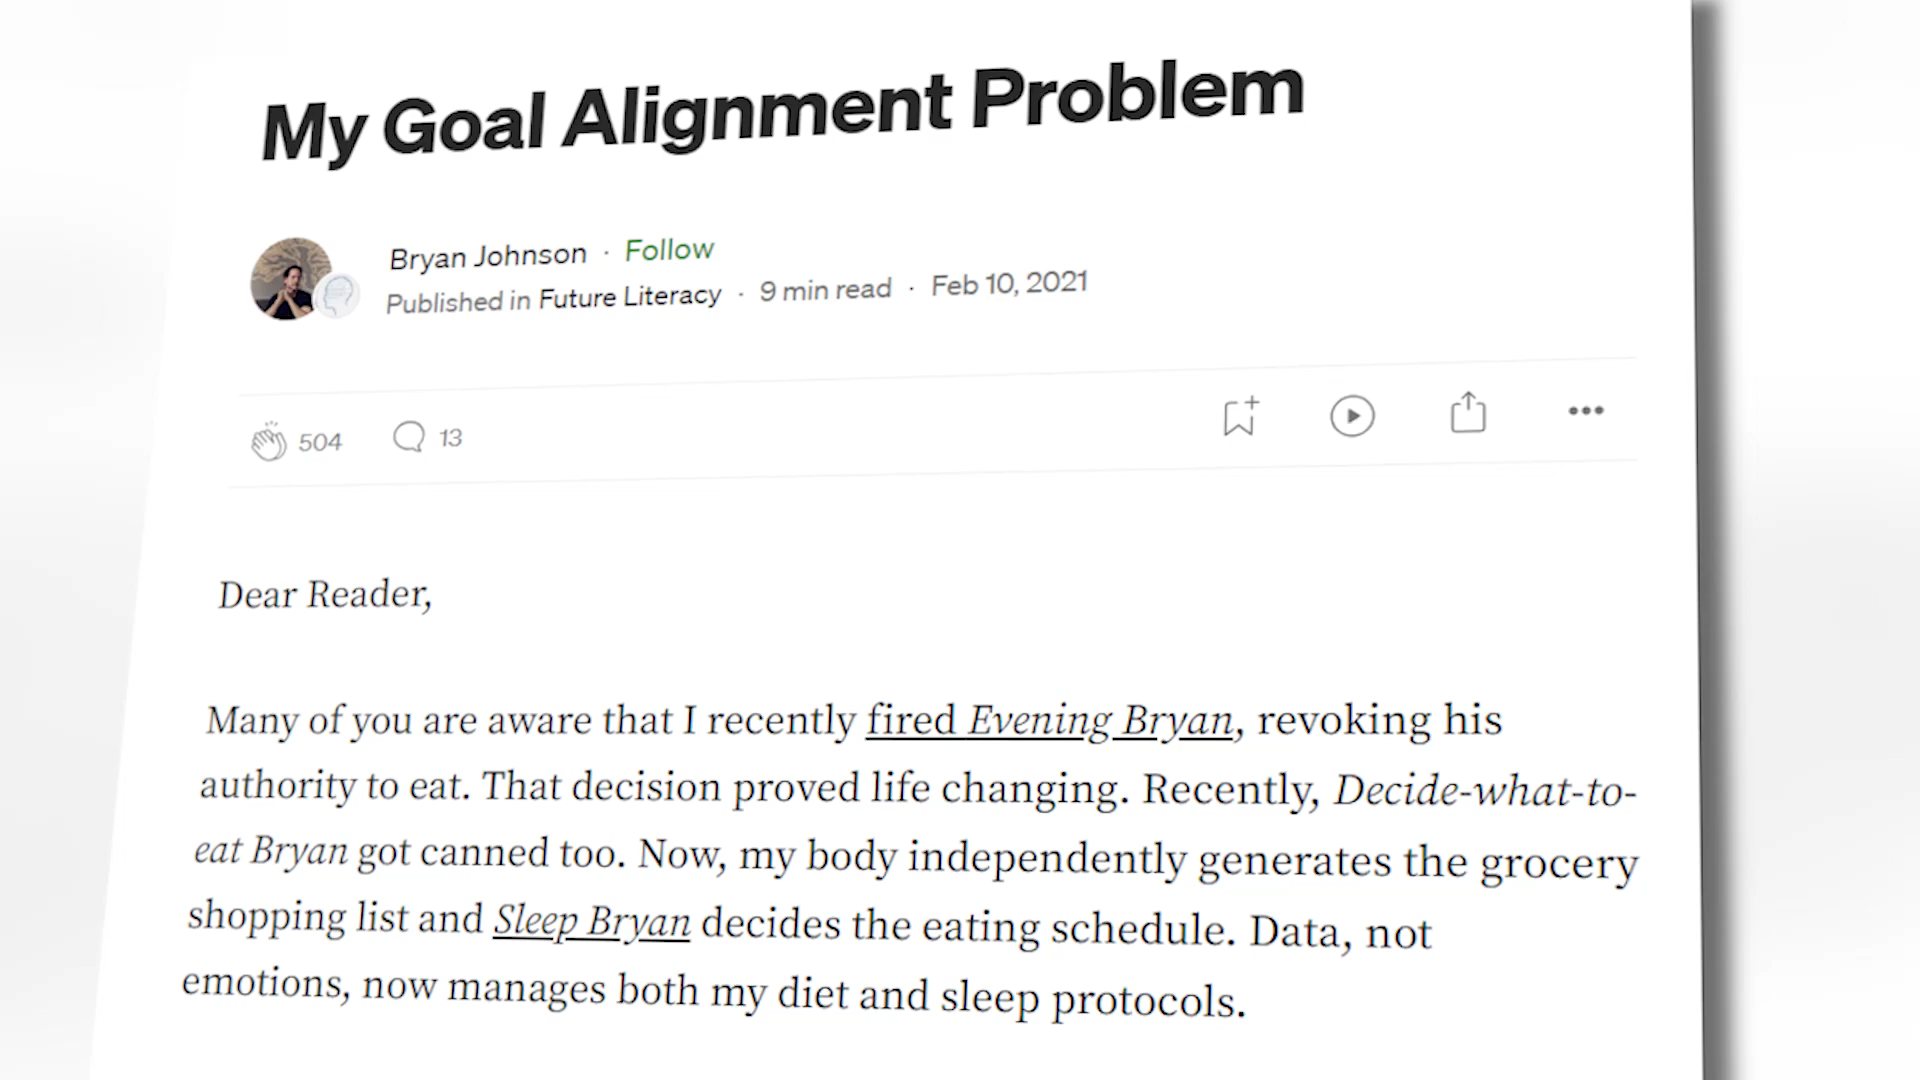 My Goal Alignment Problem
Bryan Johnson · Follow
Published in Future Literacy · 9 min read · Feb 10, 2021
504 13
Dear Reader,
Many of you are aware that I recently fired Evening Bryan, revoking his
authority to eat. That decision proved life changing. Recently, Decide-what-to-
eat Bryan got canned too. Now, my body independently generates the grocery
shopping list and Sleep Bryan decides the eating schedule. Data, not
emotions, now manages both my diet and sleep protocols.